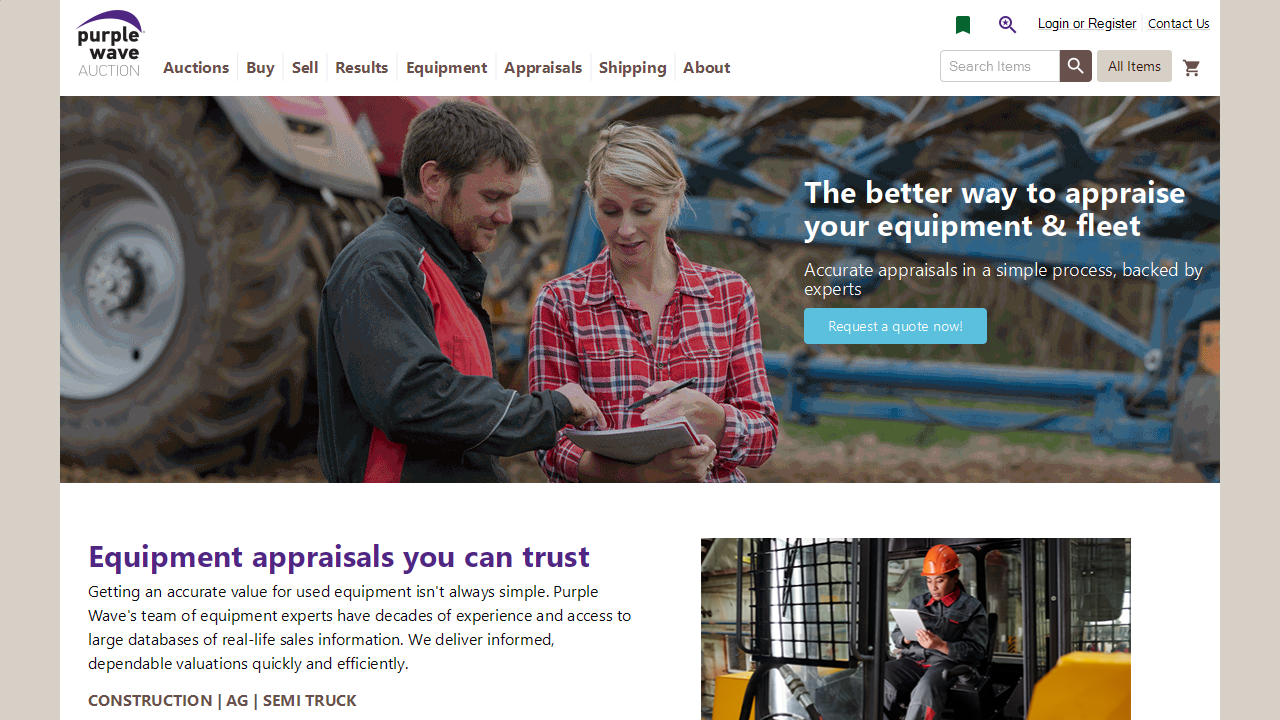 purple
wave
AUCTION
Login or Register
Contact Us
Auctions
Buy
Sell
Results
Equipment
Appraisals
Shipping
About
Search Items
All Items
The better way to appraise
your equipment & fleet
Accurate appraisals in a simple process, backed by
experts
Request a quote now!
Equipment appraisals you can trust
Getting an accurate value for used equipment isn't always simple. Purple
Wave's team of equipment experts have decades of experience and access to
large databases of real-life sales information. We deliver informed,
dependable valuations quickly and efficiently.
CONSTRUCTION | AG | SEMI TRUCK